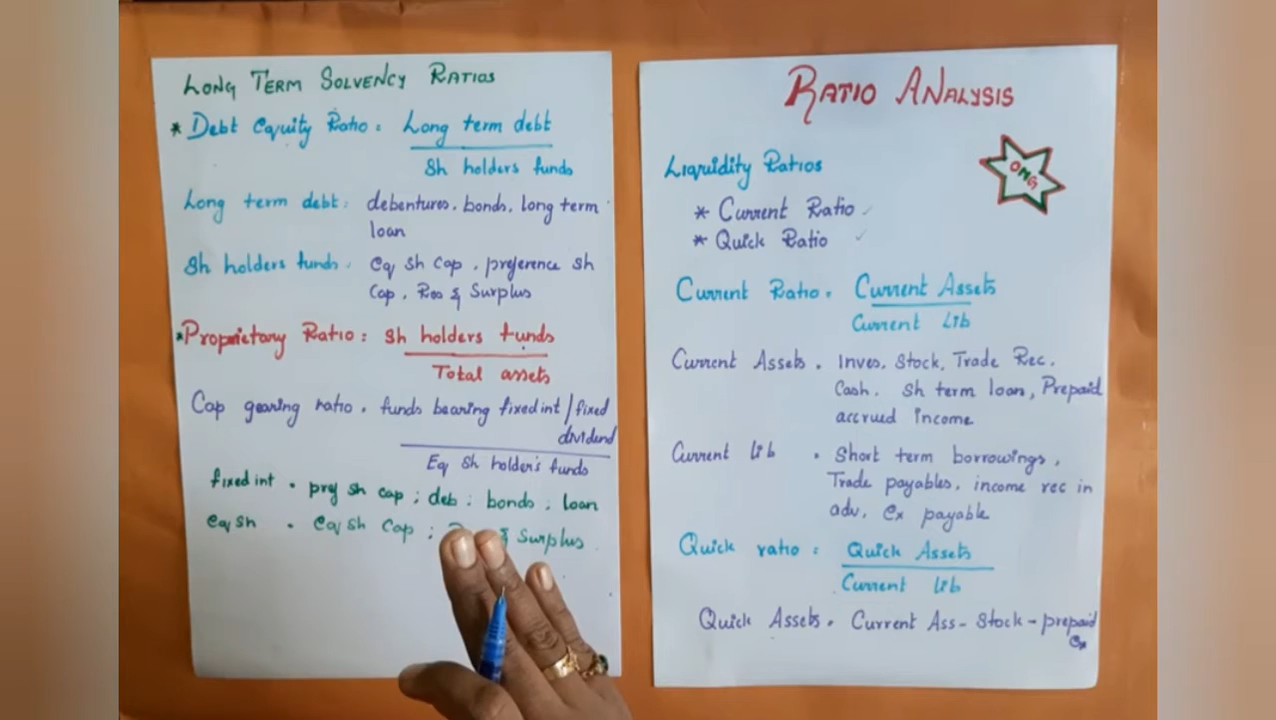 LONG TERM SOLVENCY RATIOS
* Debt Equity Ratio : Long term debt
Sh holders funds
Long term debt : debentures, bonds, long term
loan
Sh holders funds . Eq Sh Cap , preference Sh
Cap , Res & Surplus
* Proprietary Ratio : Sh holders funds
Total assets
Cap gearing ratio . funds bearing fixed int / fixed
dividend
Eq Sh holder's funds
fixed int . pref sh cap ; deb : bonds ; loan
Eq Sh . Eq Sh Cap ; & Surplus
RATIO ANALYSIS
OMG
Liquidity Ratios
* Current Ratio ✓
* Quick Ratio ✓
Current Ratio . Current Assets
Current Lib
Current Assets . Inves, Stock, Trade Rec.
Cash. Sh term loan, Prepaid
accrued income
Current lib . Short term borrowings,
Trade payables, income rec in
adv, Ex payable
Quick ratio : Quick Assets
Current lib
Quick Assets . Current Ass - Stock - prepaid
Ex